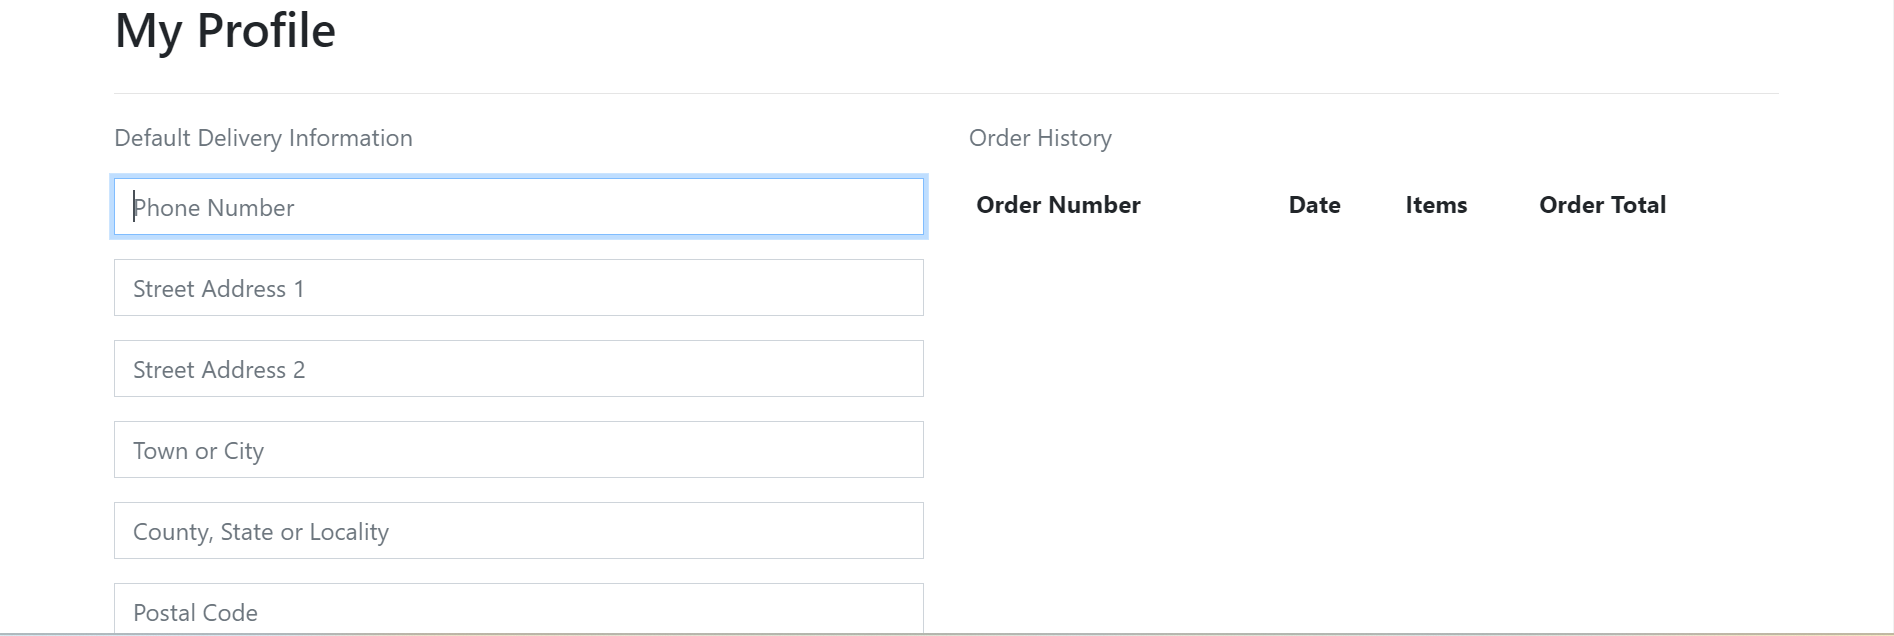 My Profile
Default Delivery Information
Phone Number
Street Address 1
Street Address 2
Town or City
County, State or Locality
Postal Code
Order History
Order Number Date Items Order Total